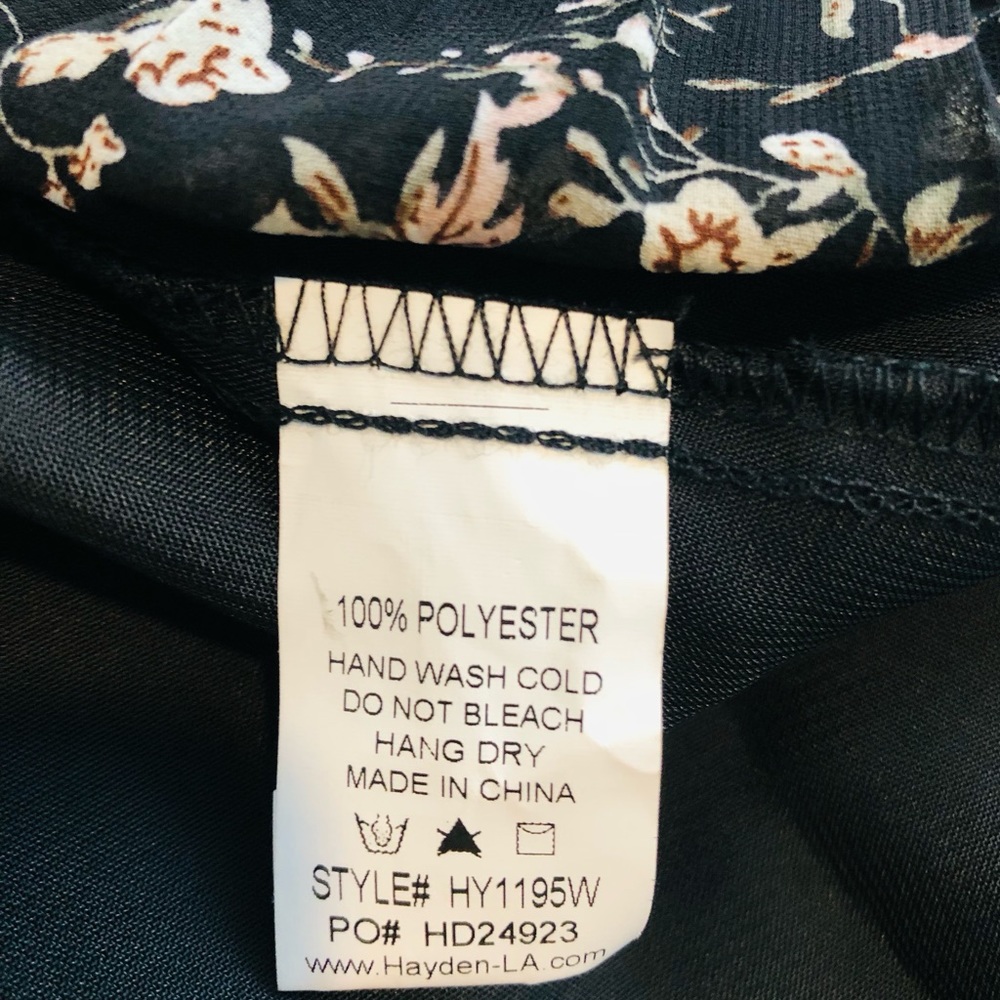 100% POLYESTER
HAND WASH COLD
DO NOT BLEACH
HANG DRY
MADE IN CHINA
STYLE# HY1195W
PO# HD24923
www.Hayden-LA.com